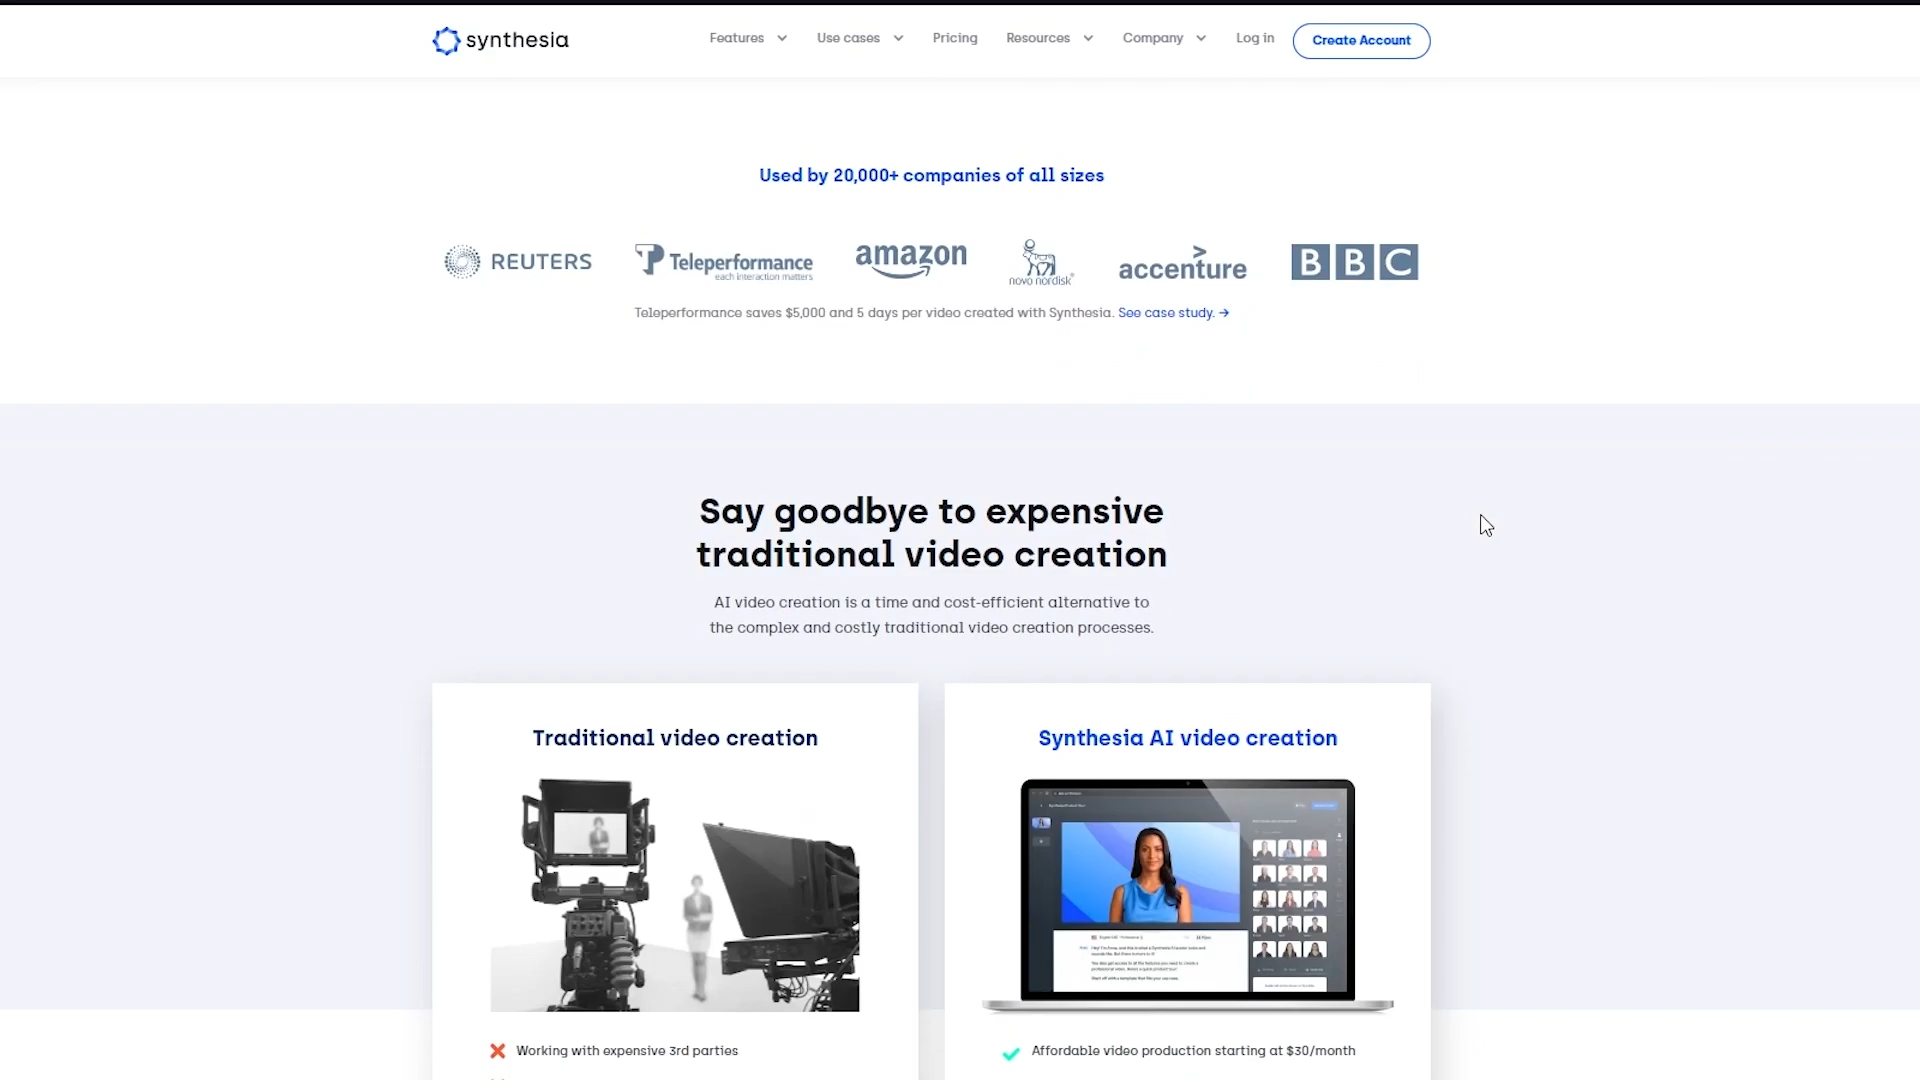 synthesia
Features
Use cases
Pricing
Resources
Company
Log in
Create Account
Used by 20,000+ companies of all sizes
REUTERS
Teleperformance
each interaction matters
amazon
novo nordisk®
accenture
BBC
Teleperformance saves $5,000 and 5 days per video created with Synthesia. See case study. →
Say goodbye to expensive
traditional video creation
AI video creation is a time and cost-efficient alternative to
the complex and costly traditional video creation processes.
Traditional video creation
Synthesia AI video creation
Working with expensive 3rd parties
Affordable video production starting at $30/month